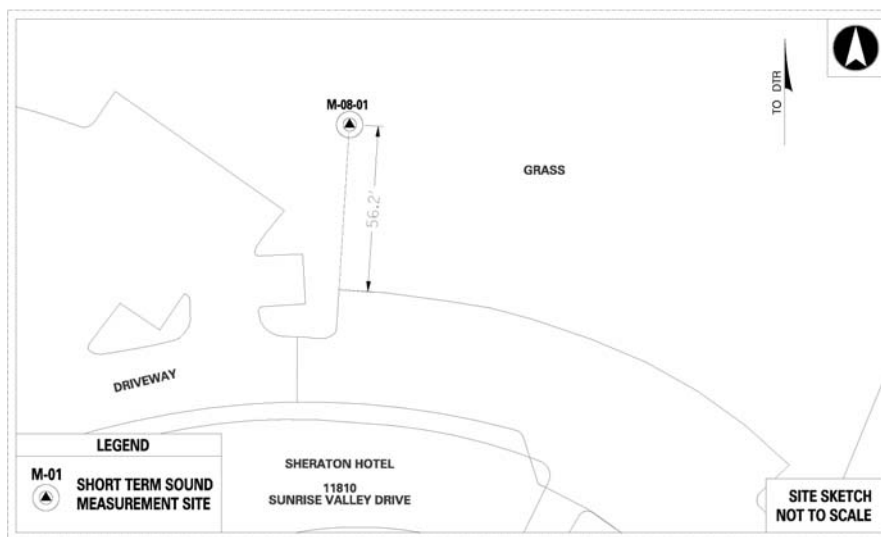 M-08-01
TO DTR
GRASS
56.2'
DRIVEWAY
LEGEND
M-01
SHORT TERM SOUND
MEASUREMENT SITE
SHERATON HOTEL
11810
SUNRISE VALLEY DRIVE
SITE SKETCH
NOT TO SCALE